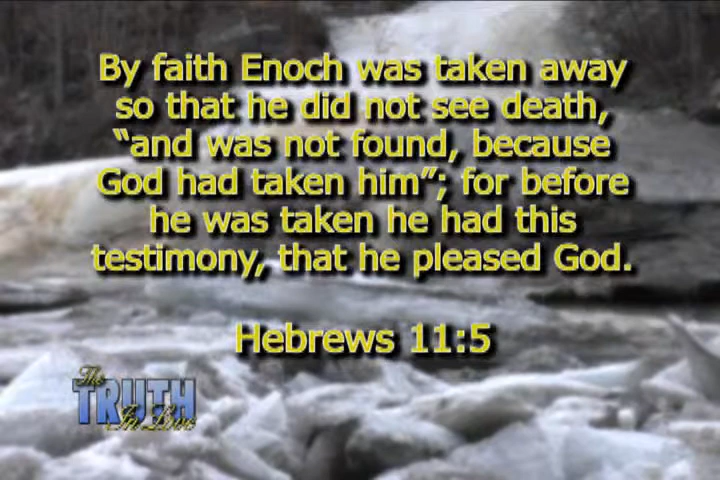 By faith Enoch was taken away
so that he did not see death,
“and was not found, because
God had taken him”; for before
he was taken he had this
testimony, that he pleased God.
Hebrews 11:5
The
TRUTH
In Love